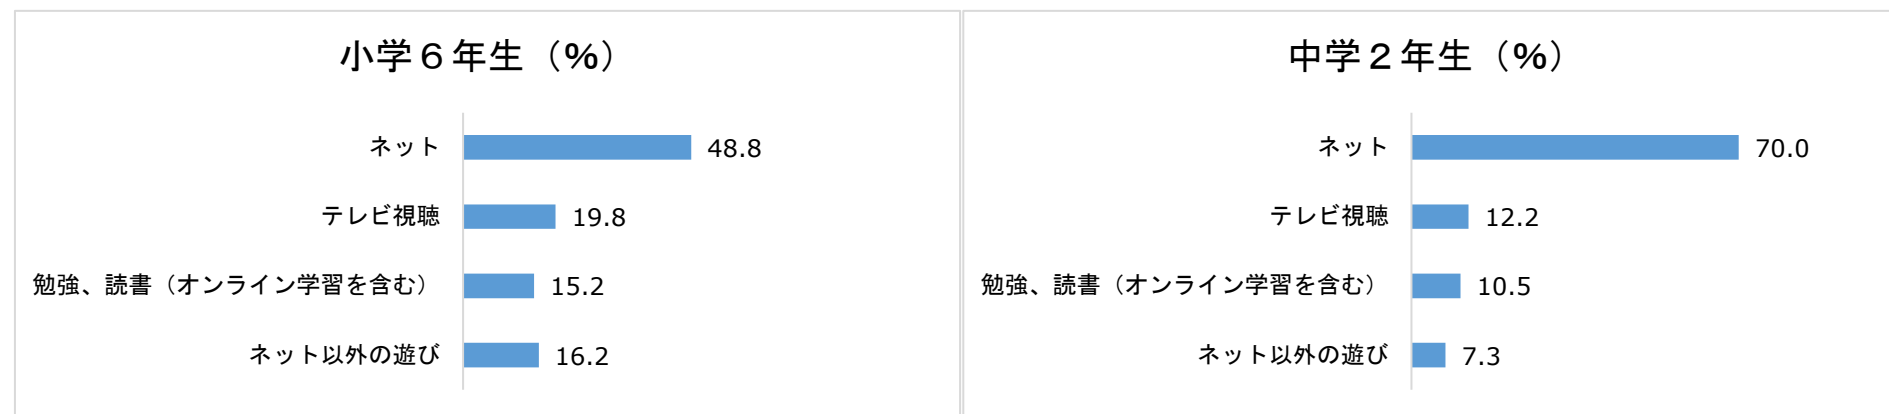 小学６年生（%）
ネット 48.8
テレビ視聴 19.8
勉強、読書（オンライン学習を含む） 15.2
ネット以外の遊び 16.2
中学２年生（%）
ネット 70.0
テレビ視聴 12.2
勉強、読書（オンライン学習を含む） 10.5
ネット以外の遊び 7.3